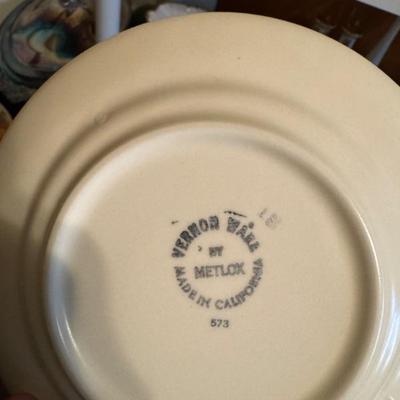 VERNON WARE
BY
METLOX
MADE IN CALIFORNIA
573